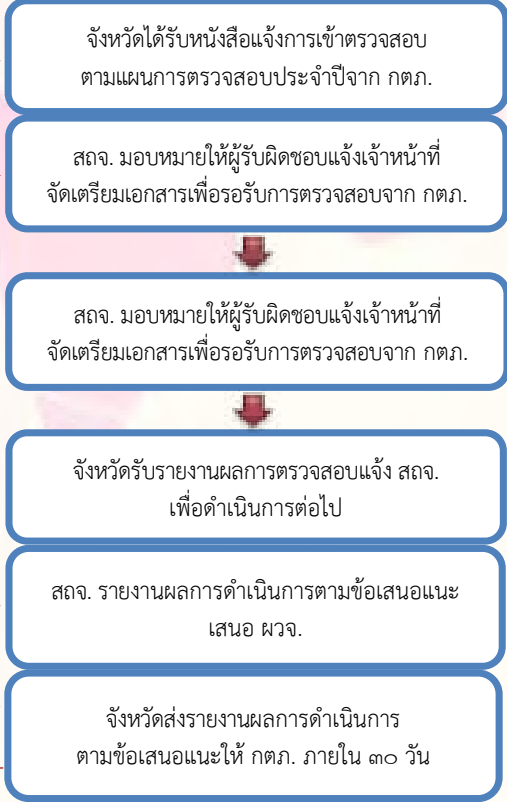 จังหวัดได้รับหนังสือแจ้งการเข้าตรวจสอบ
ตามแผนการตรวจสอบประจำปีจาก กตภ.
สถจ. มอบหมายให้ผู้รับผิดชอบแจ้งเจ้าหน้าที่
จัดเตรียมเอกสารเพื่อรอรับการตรวจสอบจาก กตภ.
สถจ. มอบหมายให้ผู้รับผิดชอบแจ้งเจ้าหน้าที่
จัดเตรียมเอกสารเพื่อรอรับการตรวจสอบจาก กตภ.
จังหวัดรับรายงานผลการตรวจสอบแจ้ง สถจ.
เพื่อดำเนินการต่อไป
สถจ. รายงานผลการดำเนินการตามข้อเสนอแนะ
เสนอ ผวจ.
จังหวัดส่งรายงานผลการดำเนินการ
ตามข้อเสนอแนะให้ กตภ. ภายใน ๓๐ วัน